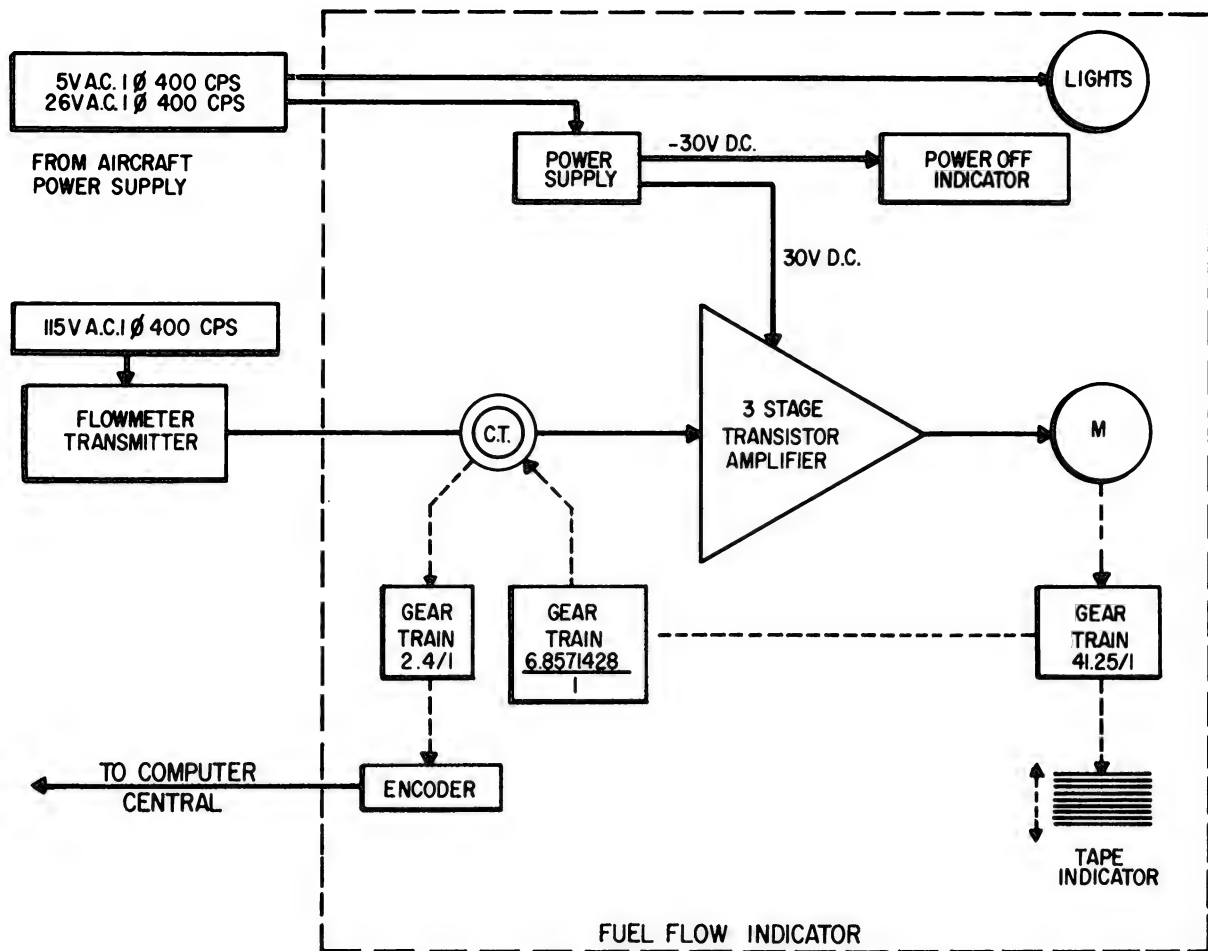 5V A.C. 1 Ø 400 CPS
26V A.C. 1 Ø 400 CPS
FROM AIRCRAFT
POWER SUPPLY
LIGHTS
POWER
SUPPLY
-30V D.C.
POWER OFF
INDICATOR
30V D.C.
115V A.C. 1 Ø 400 CPS
FLOWMETER
TRANSMITTER
C.T.
3 STAGE
TRANSISTOR
AMPLIFIER
M
GEAR
TRAIN
2.4/1
GEAR
TRAIN
6.8571428
1
GEAR
TRAIN
41.25/1
TO COMPUTER
CENTRAL
ENCODER
TAPE
INDICATOR
FUEL FLOW INDICATOR